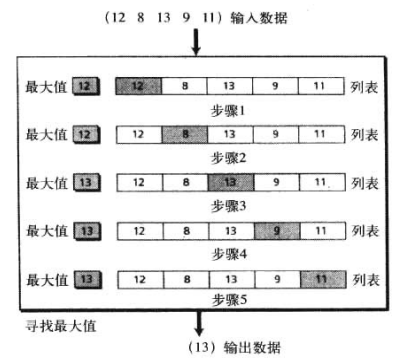 (12 8 13 9 11) 输入数据
最大值 12 12 8 13 9 11 列表
步骤1
最大值 12 12 8 13 9 11 列表
步骤2
最大值 13 12 8 13 9 11 列表
步骤3
最大值 13 12 8 13 9 11 列表
步骤4
最大值 13 12 8 13 9 11 列表
步骤5
寻找最大值
(13) 输出数据